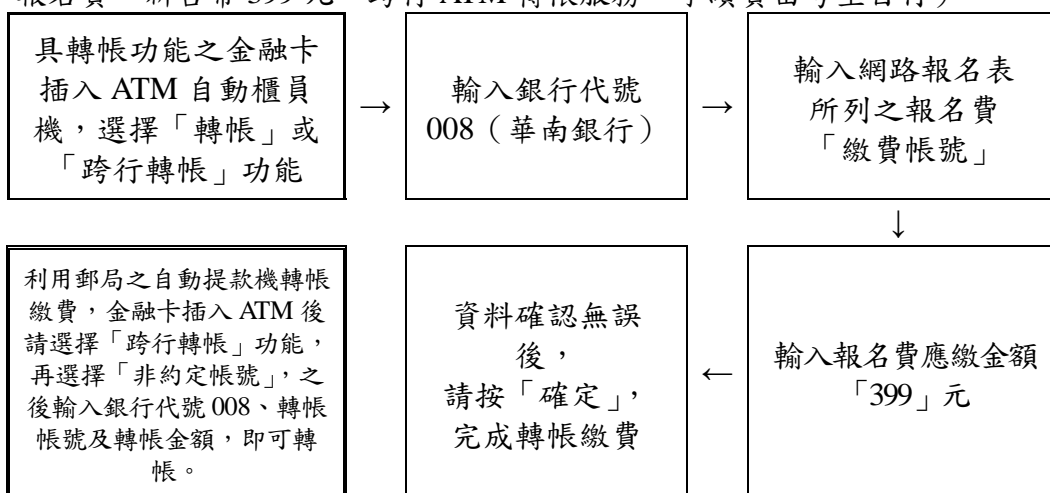 具轉帳功能之金融卡
插入 ATM 自動櫃員
機，選擇「轉帳」或
「跨行轉帳」功能
→
輸入銀行代號
008（華南銀行）
→
輸入網路報名表
所列之報名費
「繳費帳號」
↓
輸入報名費應繳金額
「399」元
←
資料確認無誤
後，
請按「確定」，
完成轉帳繳費
利用郵局之自動提款機轉帳
繳費，金融卡插入 ATM 後
請選擇「跨行轉帳」功能，
再選擇「非約定帳號」，之
後輸入銀行代號 008、轉帳
帳號及轉帳金額，即可轉
帳。